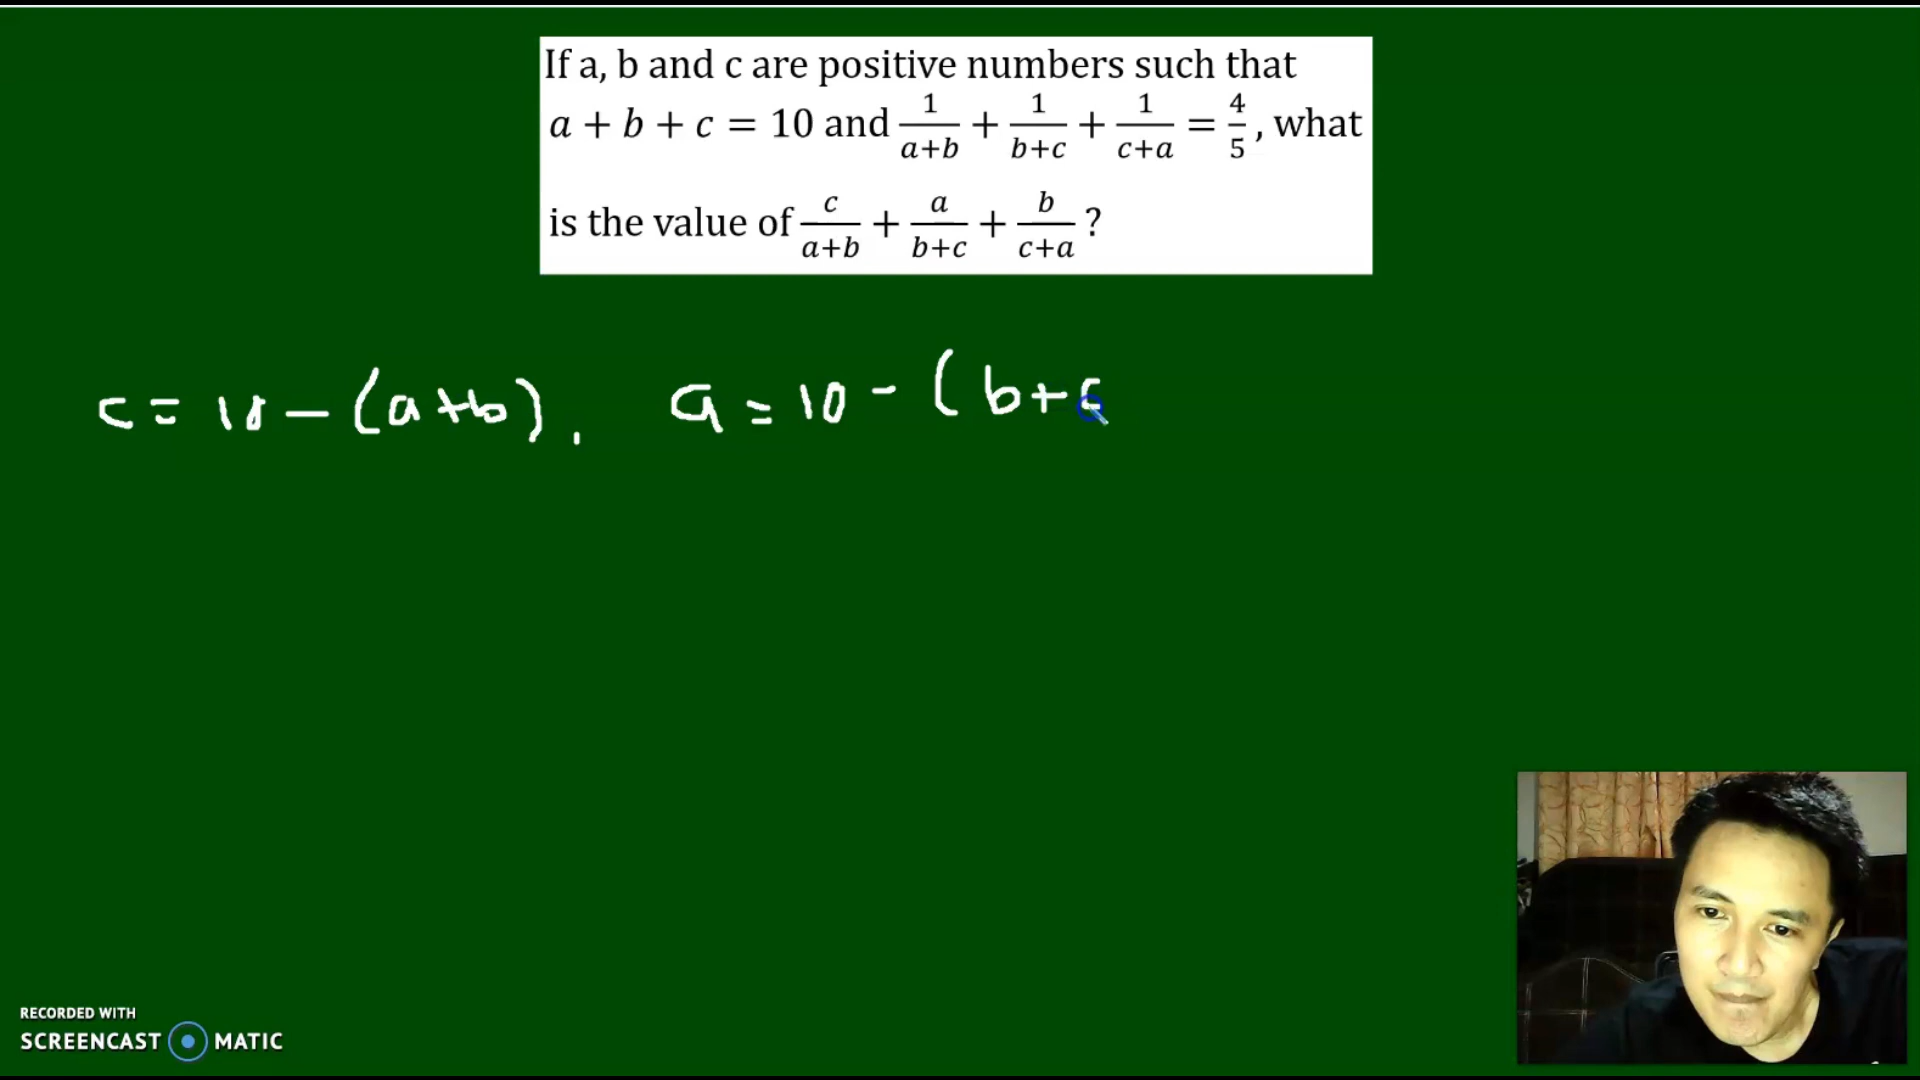 If a, b and c are positive numbers such that
a + b + c = 10 and 1/(a+b) + 1/(b+c) + 1/(c+a) = 4/5, what
is the value of c/(a+b) + a/(b+c) + b/(c+a) ?
c = 10 − (a+b), a = 10 − (b+c
RECORDED WITH
SCREENCAST MATIC